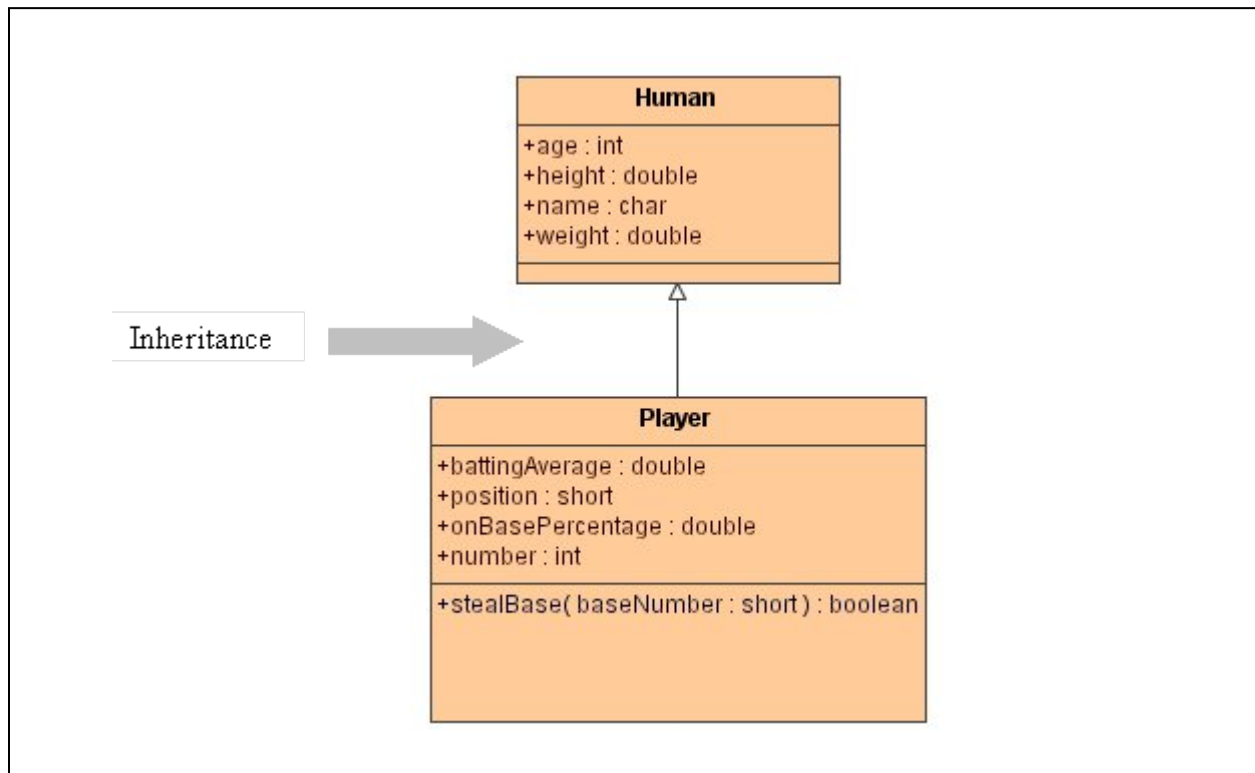 Human
+age : int
+height : double
+name : char
+weight : double
Inheritance
Player
+battingAverage : double
+position : short
+onBasePercentage : double
+number : int
+stealBase( baseNumber : short ) : boolean